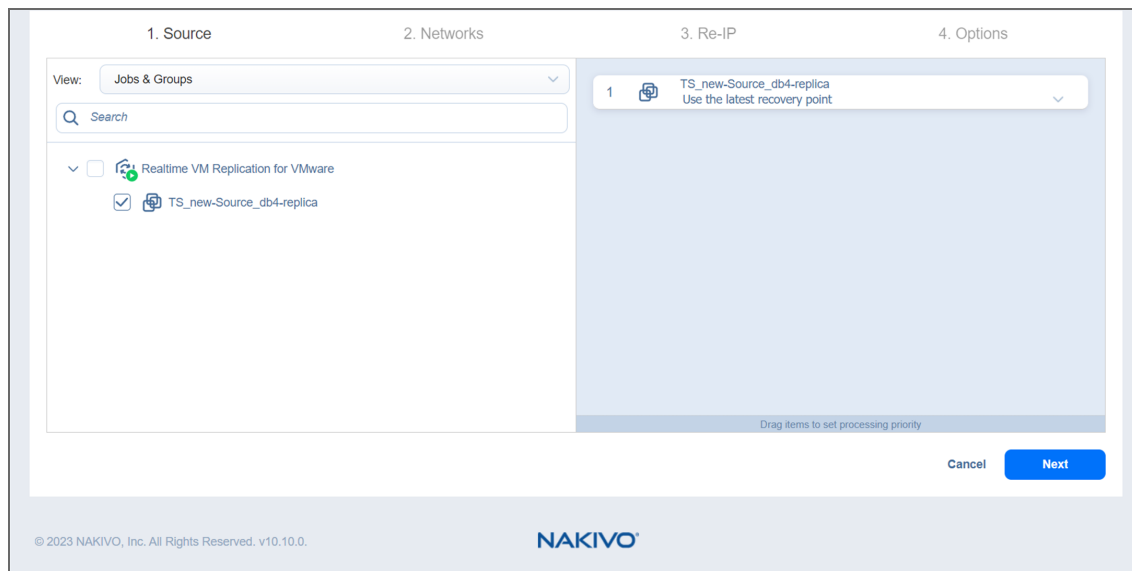 1. Source
2. Networks
3. Re-IP
4. Options
View:
Jobs & Groups
Search
Realtime VM Replication for VMware
TS_new-Source_db4-replica
1
TS_new-Source_db4-replica
Use the latest recovery point
Drag items to set processing priority
Cancel
Next
© 2023 NAKIVO, Inc. All Rights Reserved. v10.10.0.
NAKIVO®